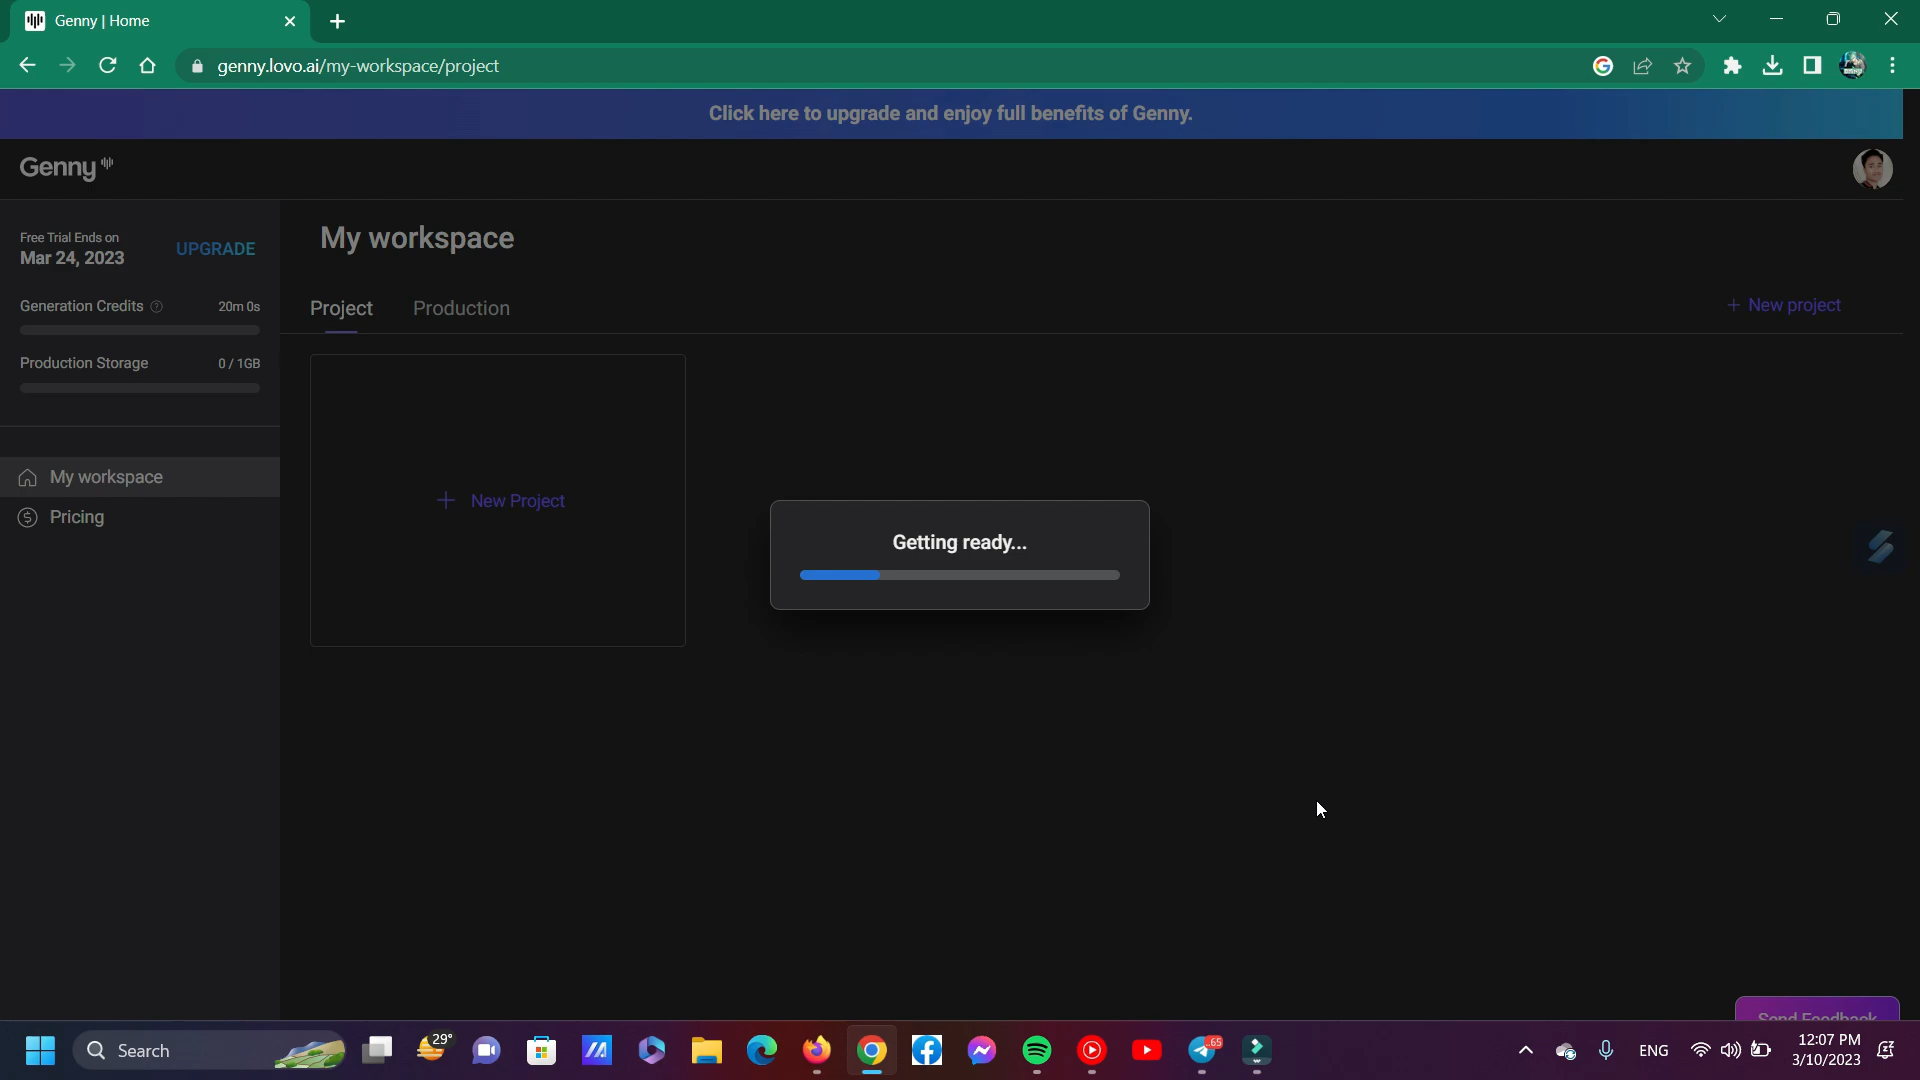 Genny | Home
genny.lovo.ai/my-workspace/project
Click here to upgrade and enjoy full benefits of Genny.
Genny
Free Trial Ends on
Mar 24, 2023
UPGRADE
Generation Credits
20m 0s
Production Storage
0 / 1GB
My workspace
Pricing
My workspace
Project
Production
+ New project
+ New Project
Getting ready...
Send Feedback
Search
29°
65
ENG
12:07 PM
3/10/2023